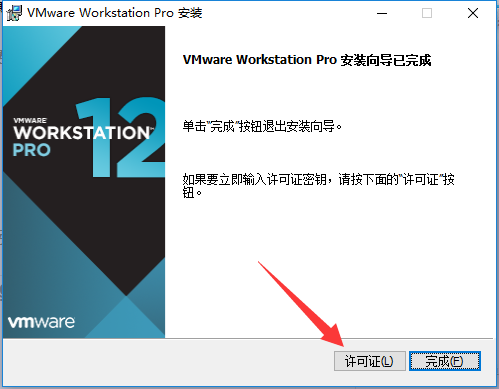 VMware Workstation Pro 安装
VMware Workstation Pro 安装向导已完成
单击"完成"按钮退出安装向导。
如果要立即输入许可证密钥，请按下面的"许可证"按
钮。
VMWARE
WORKSTATION
PRO
12
vmware
许可证(L)
完成(F)